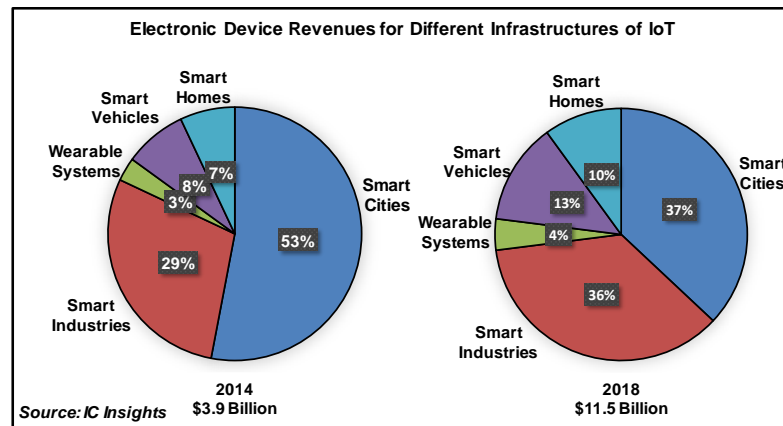 Electronic Device Revenues for Different Infrastructures of IoT
Smart
Homes
Smart
Vehicles
Wearable
Systems
Smart
Cities
Smart
Industries
7%
8%
3%
53%
29%
2014
$3.9 Billion
Smart
Homes
Smart
Vehicles
Wearable
Systems
Smart
Cities
Smart
Industries
10%
13%
4%
37%
36%
2018
$11.5 Billion
Source: IC Insights